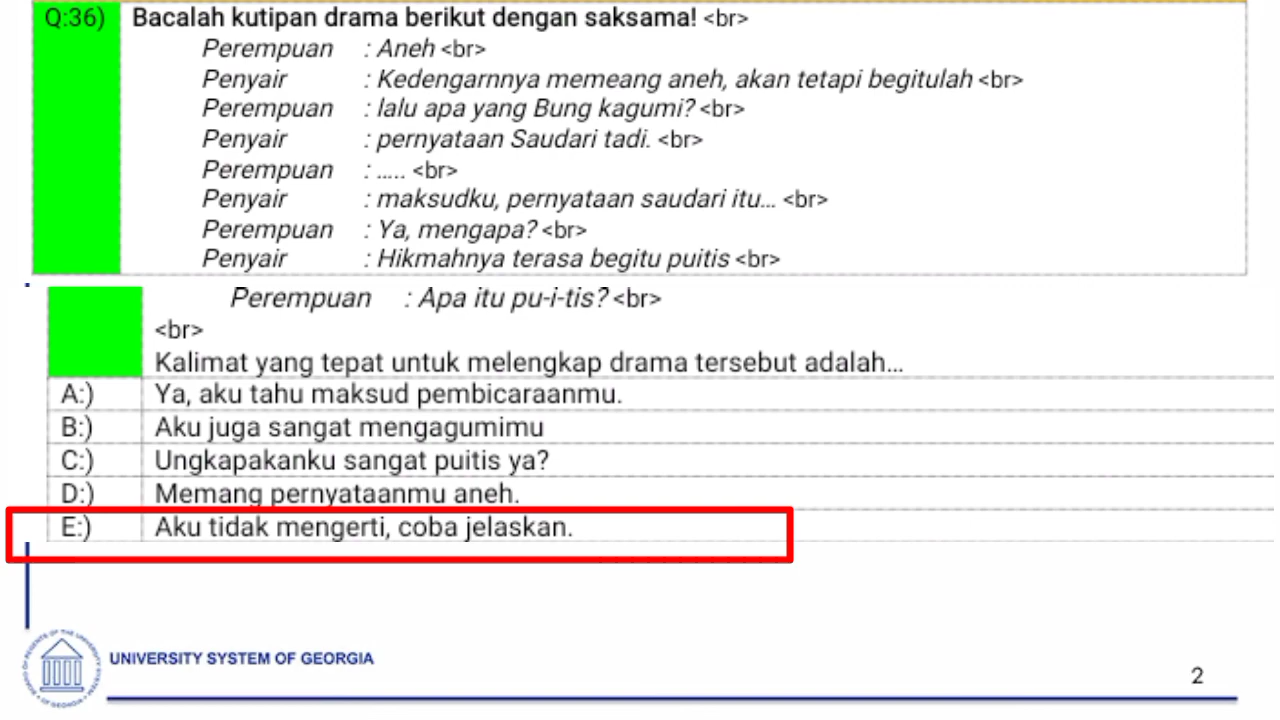 Q:36) Bacalah kutipan drama berikut dengan saksama! <br>
Perempuan : Aneh <br>
Penyair : Kedengarnnya memeang aneh, akan tetapi begitulah <br>
Perempuan : lalu apa yang Bung kagumi? <br>
Penyair : pernyataan Saudari tadi. <br>
Perempuan : ..... <br>
Penyair : maksudku, pernyataan saudari itu... <br>
Perempuan : Ya, mengapa? <br>
Penyair : Hikmahnya terasa begitu puitis <br>
Perempuan : Apa itu pu-i-tis? <br>
<br>
Kalimat yang tepat untuk melengkap drama tersebut adalah...
A:) Ya, aku tahu maksud pembicaraanmu.
B:) Aku juga sangat mengagumimu
C:) Ungkapakanku sangat puitis ya?
D:) Memang pernyataanmu aneh.
E:) Aku tidak mengerti, coba jelaskan.
UNIVERSITY SYSTEM OF GEORGIA
2